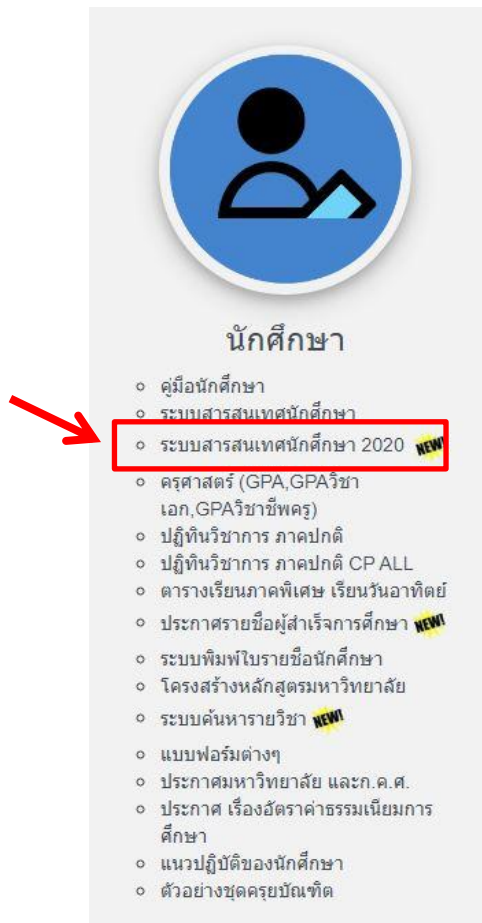 นักศึกษา
คู่มือนักศึกษา
ระบบสารสนเทศนักศึกษา
ระบบสารสนเทศนักศึกษา 2020 NEW!
ครุศาสตร์ (GPA,GPAวิชา
เอก,GPAวิชาชีพครู)
ปฏิทินวิชาการ ภาคปกติ
ปฏิทินวิชาการ ภาคปกติ CP ALL
ตารางเรียนภาคพิเศษ เรียนวันอาทิตย์
ประกาศรายชื่อผู้สำเร็จการศึกษา NEW!
ระบบพิมพ์ใบรายชื่อนักศึกษา
โครงสร้างหลักสูตรมหาวิทยาลัย
ระบบค้นหารายวิชา NEW!
แบบฟอร์มต่างๆ
ประกาศมหาวิทยาลัย และก.ค.ศ.
ประกาศ เรื่องอัตราค่าธรรมเนียมการ
ศึกษา
แนวปฏิบัติของนักศึกษา
ตัวอย่างชุดครุยบัณฑิต